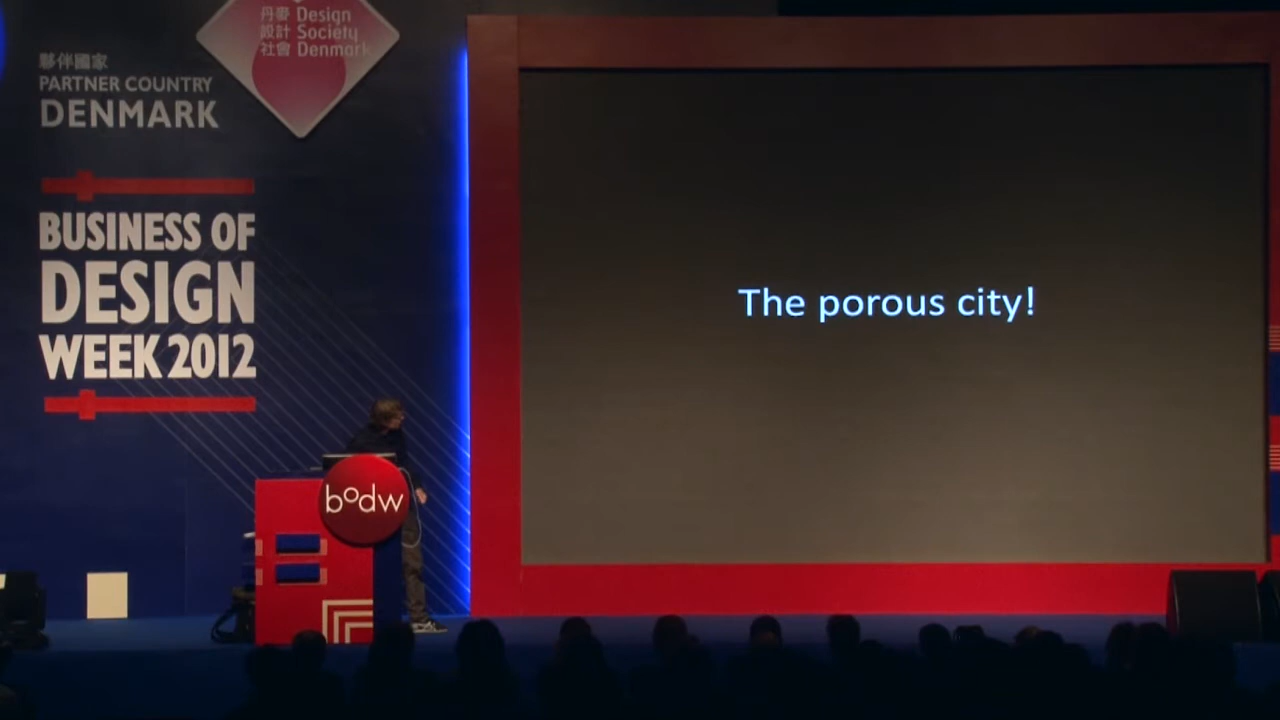 丹麥 Design
設計 Society
社會 Denmark
夥伴國家
PARTNER COUNTRY
DENMARK
BUSINESS OF
DESIGN
WEEK 2012
The porous city!
bodw